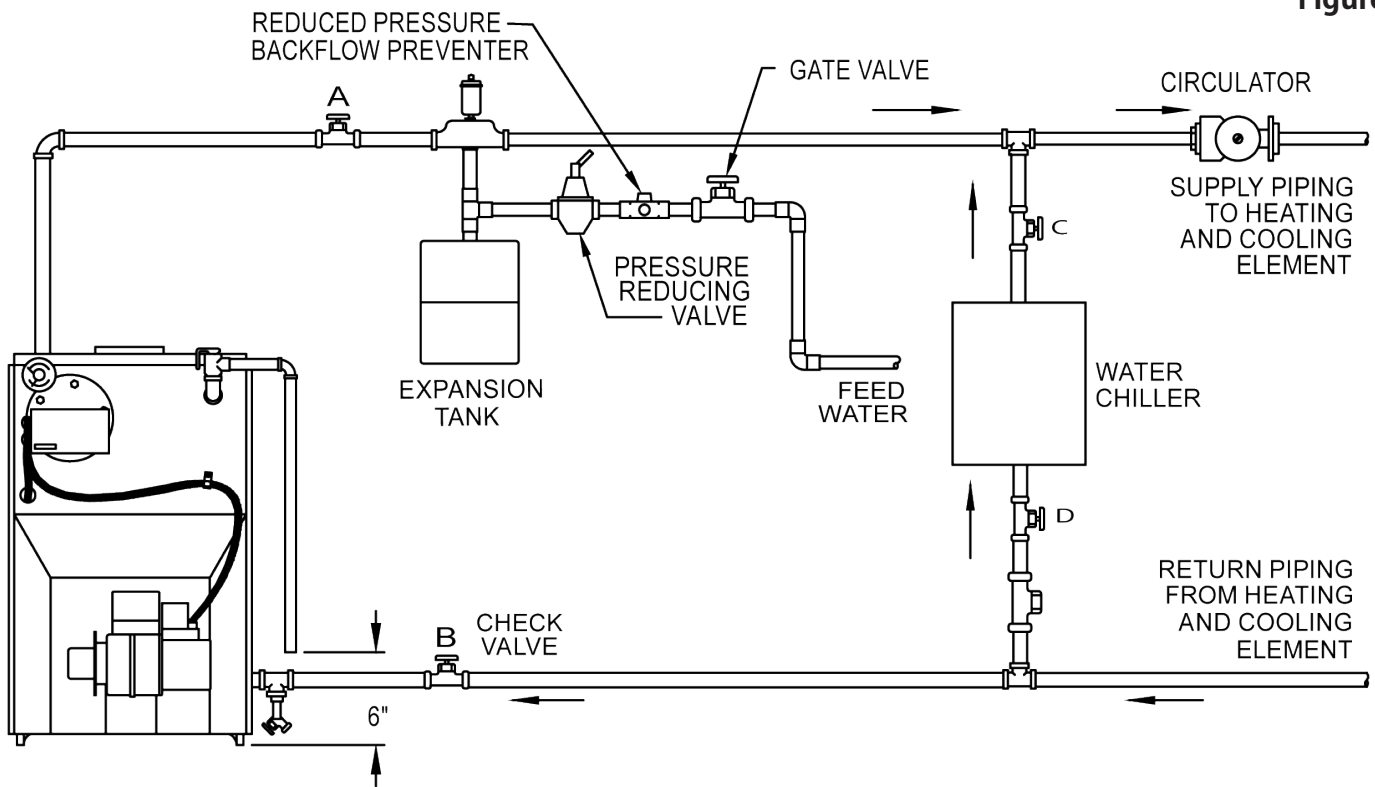 Figure
REDUCED PRESSURE
BACKFLOW PREVENTER
GATE VALVE
CIRCULATOR
A
SUPPLY PIPING
TO HEATING
AND COOLING
ELEMENT
C
PRESSURE
REDUCING
VALVE
EXPANSION
TANK
FEED
WATER
WATER
CHILLER
D
RETURN PIPING
FROM HEATING
AND COOLING
ELEMENT
CHECK
VALVE
B
6"